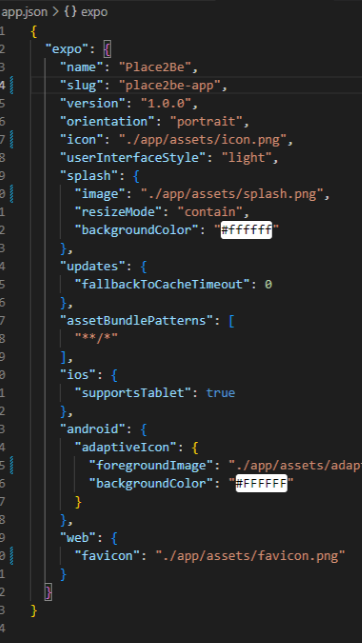 app.json > {} expo
1 {
2 "expo": {
3 "name": "Place2Be",
4 "slug": "place2be-app",
5 "version": "1.0.0",
6 "orientation": "portrait",
7 "icon": "./app/assets/icon.png",
8 "userInterfaceStyle": "light",
9 "splash": {
0 "image": "./app/assets/splash.png",
1 "resizeMode": "contain",
2 "backgroundColor": "#ffffff"
3 },
4 "updates": {
5 "fallbackToCacheTimeout": 0
6 },
7 "assetBundlePatterns": [
8 "**/*"
9 ],
0 "ios": {
1 "supportsTablet": true
2 },
3 "android": {
4 "adaptiveIcon": {
5 "foregroundImage": "./app/assets/adapt
6 "backgroundColor": "#FFFFFF"
7 }
8 },
9 "web": {
0 "favicon": "./app/assets/favicon.png"
1 }
2 }
3 }
4